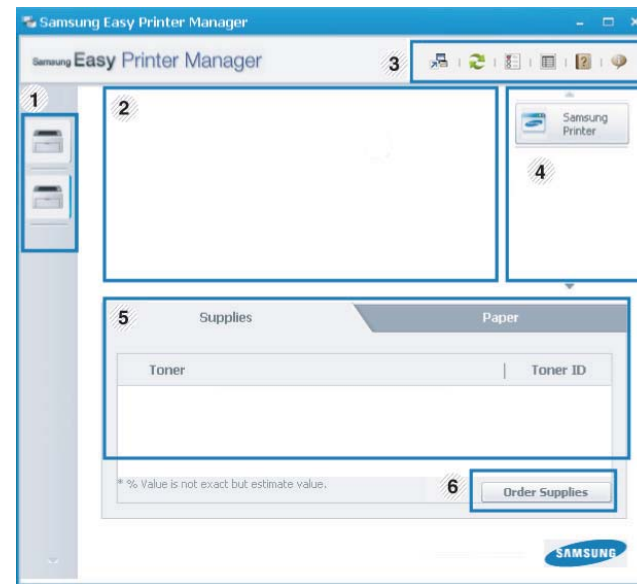 Samsung Easy Printer Manager
Samsung Easy Printer Manager
3
1
2
Samsung
Printer
4
5
Supplies
Paper
Toner
Toner ID
* % Value is not exact but estimate value.
6
Order Supplies
SAMSUNG